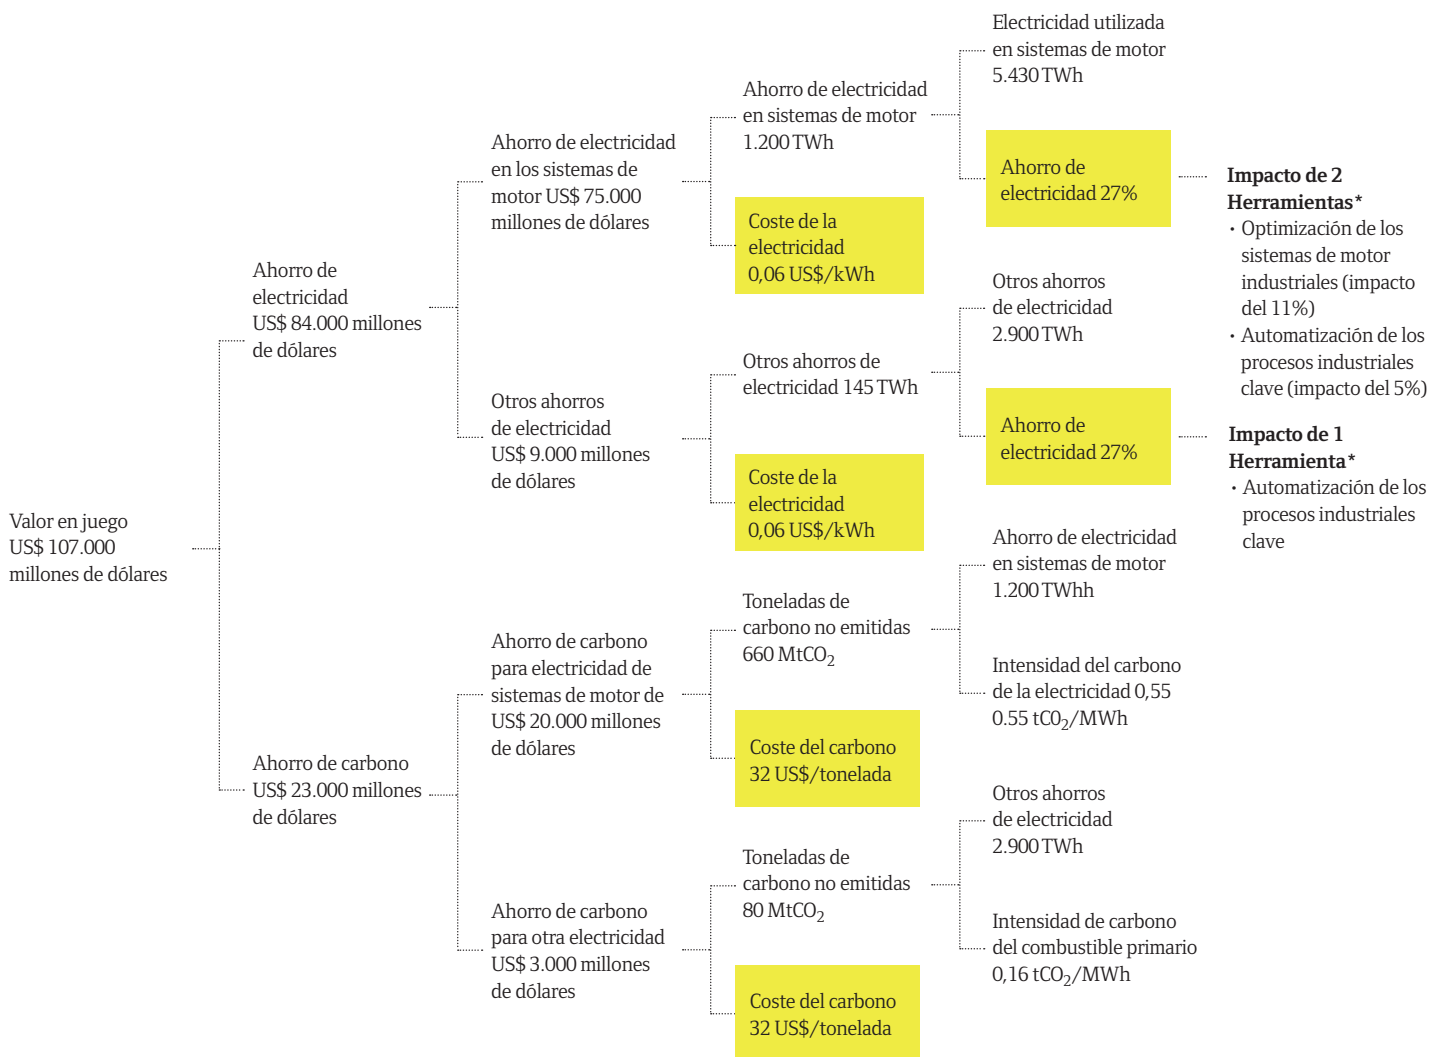 Valor en juego
US$ 107.000
millones de dólares
Ahorro de
electricidad
US$ 84.000 millones
de dólares
Ahorro de carbono
US$ 23.000 millones
de dólares
Ahorro de electricidad
en los sistemas de
motor US$ 75.000
millones de dólares
Otros ahorros
de electricidad
US$ 9.000 millones
de dólares
Ahorro de carbono
para electricidad de
sistemas de motor de
US$ 20.000 millones
de dólares
Ahorro de carbono
para otra electricidad
US$ 3.000 millones
de dólares
Ahorro de electricidad
en sistemas de motor
1.200 TWh
Coste de la
electricidad
0,06 US$/kWh
Otros ahorros de
electricidad 145 TWh
Coste de la
electricidad
0,06 US$/kWh
Toneladas de
carbono no emitidas
660 MtCO₂
Coste del carbono
32 US$/tonelada
Toneladas de
carbono no emitidas
80 MtCO₂
Coste del carbono
32 US$/tonelada
Electricidad utilizada
en sistemas de motor
5.430 TWh
Ahorro de
electricidad 27%
Otros ahorros
de electricidad
2.900 TWh
Ahorro de
electricidad 27%
Ahorro de electricidad
en sistemas de motor
1.200 TWhh
Intensidad del carbono
de la electricidad 0,55
0.55 tC0₂/MWh
Otros ahorros
de electricidad
2.900 TWh
Intensidad de carbono
del combustible primario
0,16 tCO₂/MWh
Impacto de 2
Herramientas*
· Optimización de los
sistemas de motor
industriales (impacto
del 11%)
· Automatización de los
procesos industriales
clave (impacto del 5%)
Impacto de 1
Herramienta*
· Automatización de los
procesos industriales
clave